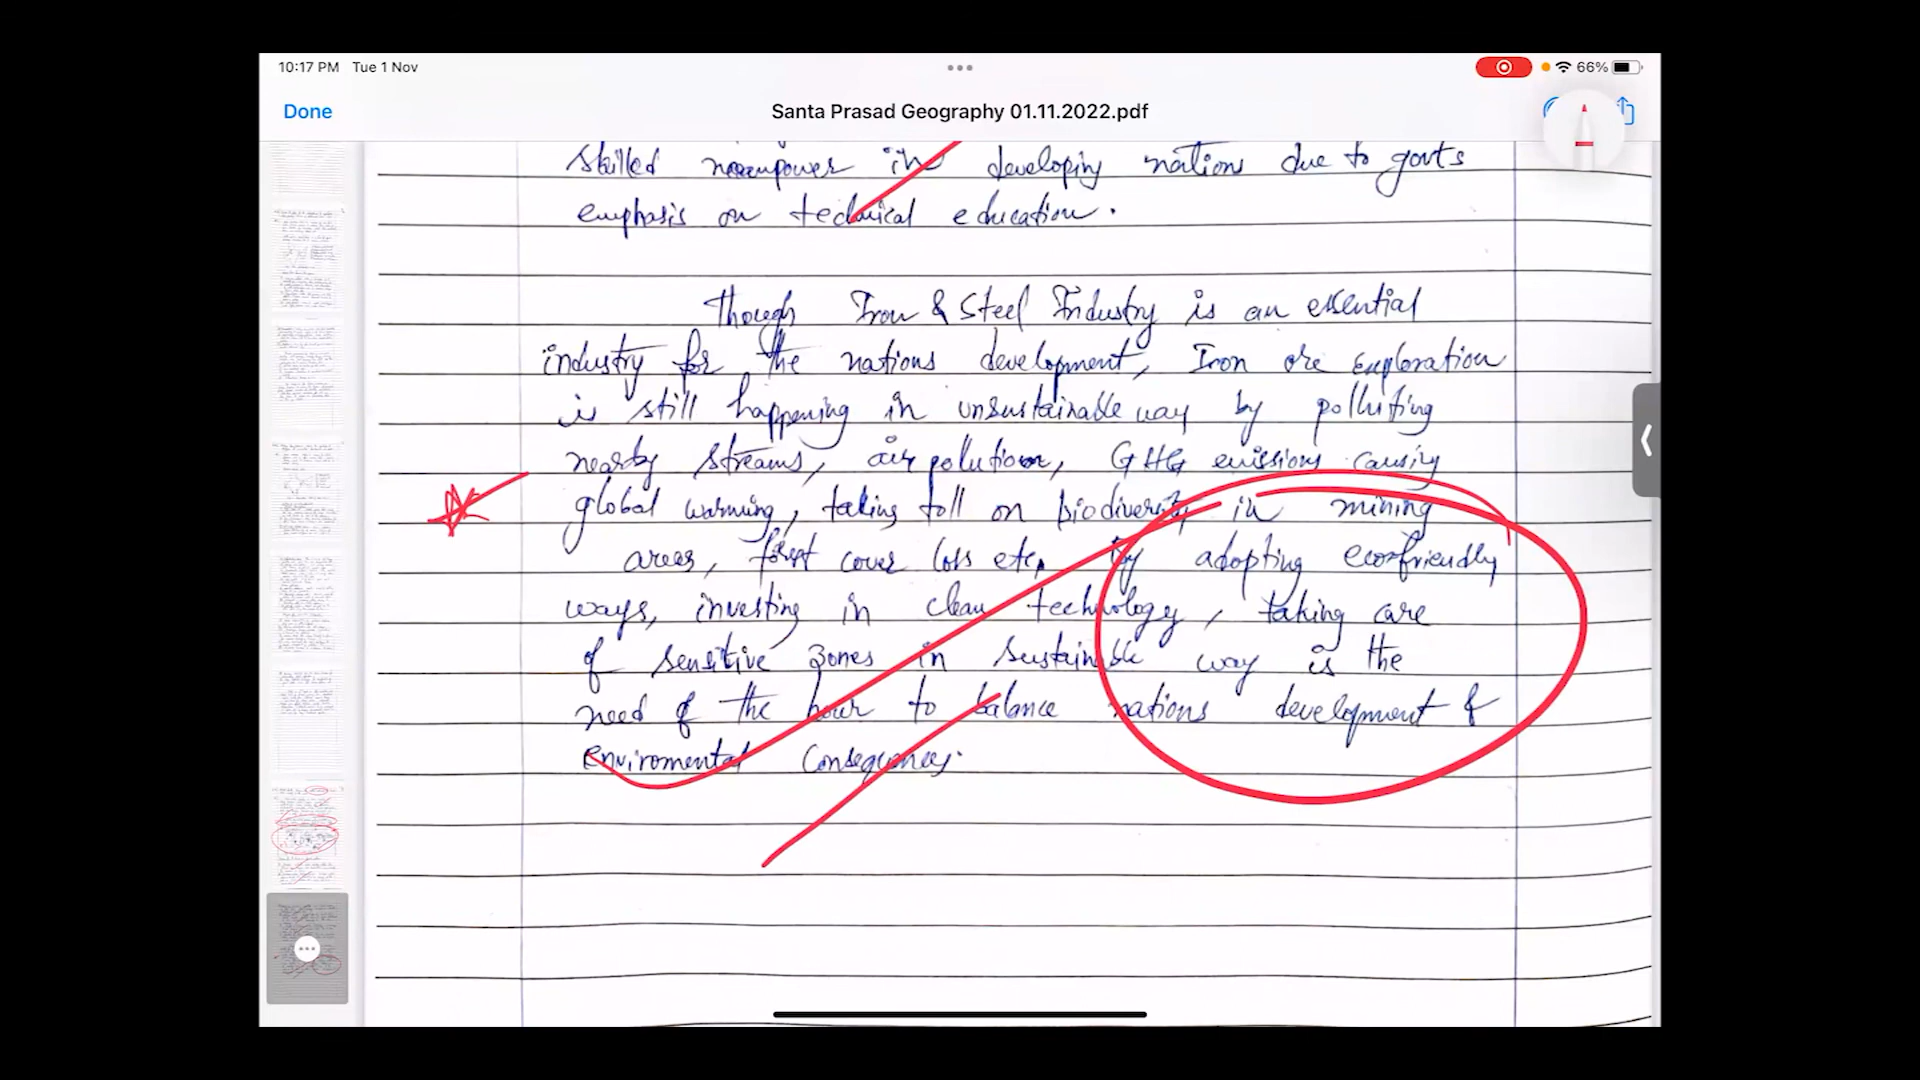 10:17 PM Tue 1 Nov
66%
Done
Santa Prasad Geography 01.11.2022.pdf
skilled manpower in developing nations due to govts
emphasis on technical education.
Though Iron & Steel Industry is an essential
industry for the nations development, Iron ore exploration
is still happening in unsustainable way by polluting
nearby streams, air polution, GHG emissions causing
global warming, taking toll on biodiversity in mining
areas, forest cover loss etc, By adopting ecofriendly
ways, investing in clean technology, taking care
of sensitive zones in sustainable way is the
need of the hour to balance nations development &
enviromental consequences.